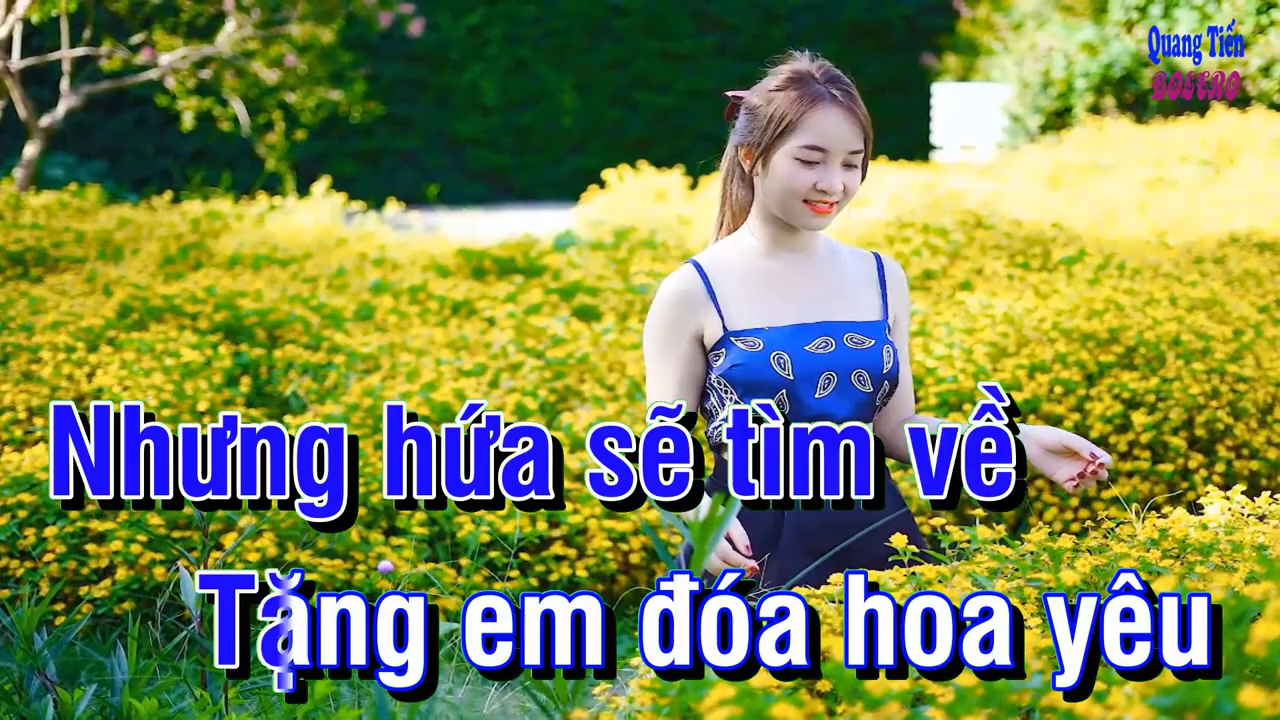 Quang Tiến
BOLERO
Nhưng hứa sẽ tìm về
Tặng em đóa hoa yêu